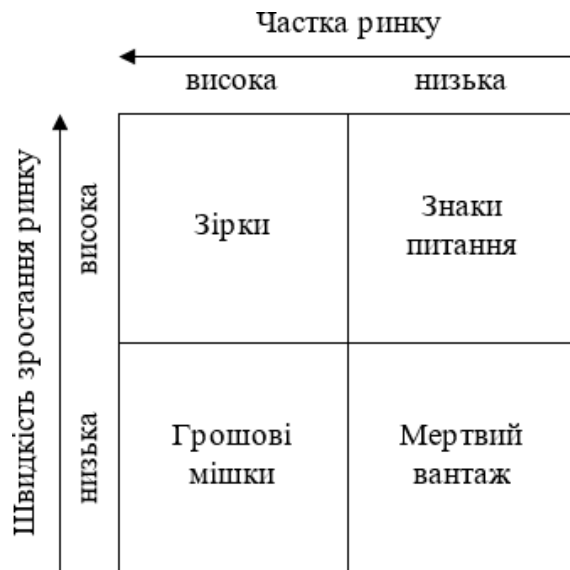 Частка ринку
висока
низька
Швидкість зростання ринку
висока
Зірки
Знаки
питання
низька
Грошові
мішки
Мертвий
вантаж